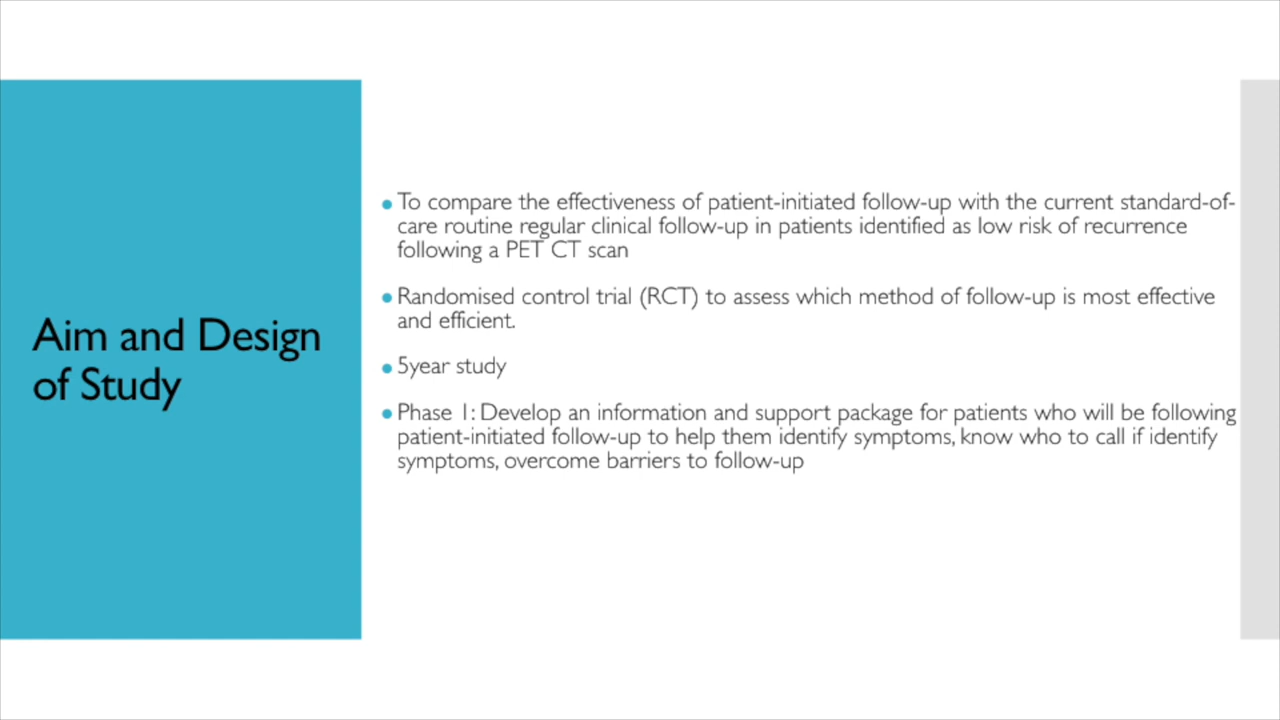 Aim and Design
of Study
To compare the effectiveness of patient-initiated follow-up with the current standard-of-
care routine regular clinical follow-up in patients identified as low risk of recurrence
following a PET CT scan
Randomised control trial (RCT) to assess which method of follow-up is most effective
and efficient.
5year study
Phase 1: Develop an information and support package for patients who will be following
patient-initiated follow-up to help them identify symptoms, know who to call if identify
symptoms, overcome barriers to follow-up